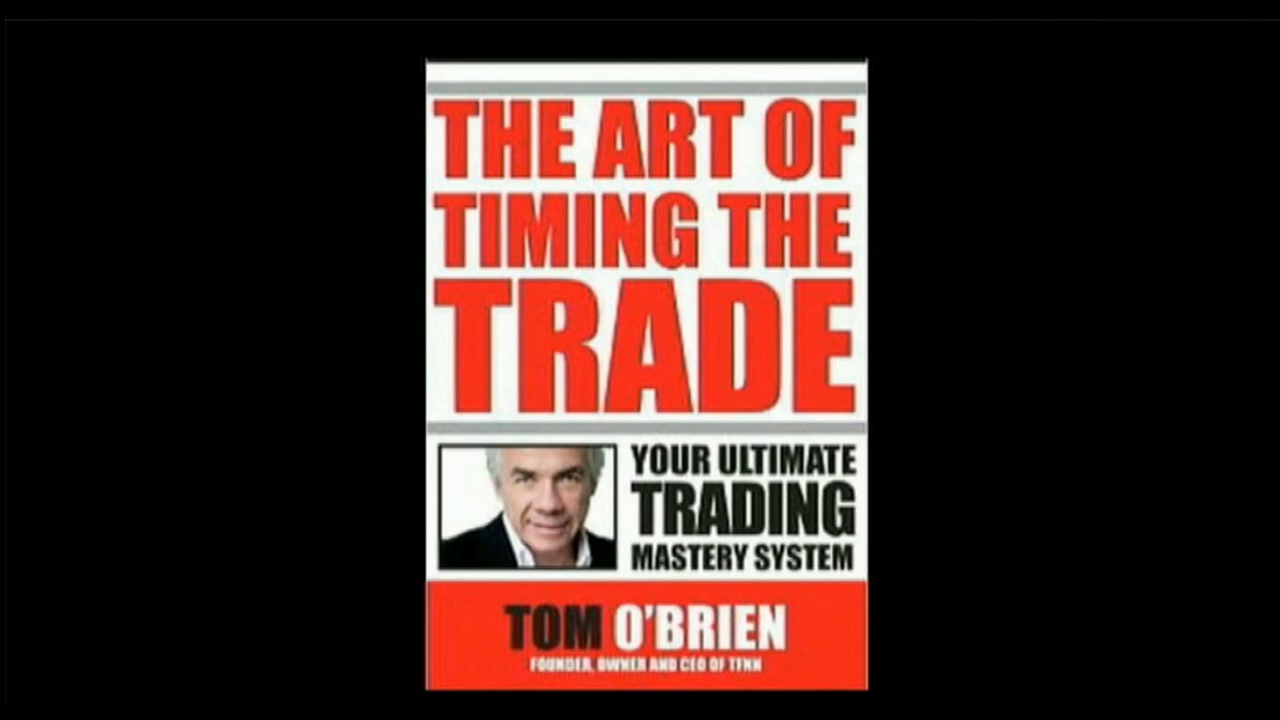 THE ART OF
TIMING THE
TRADE
YOUR ULTIMATE
TRADING
MASTERY SYSTEM
TOM O'BRIEN
FOUNDER, OWNER AND CEO OF TFNN